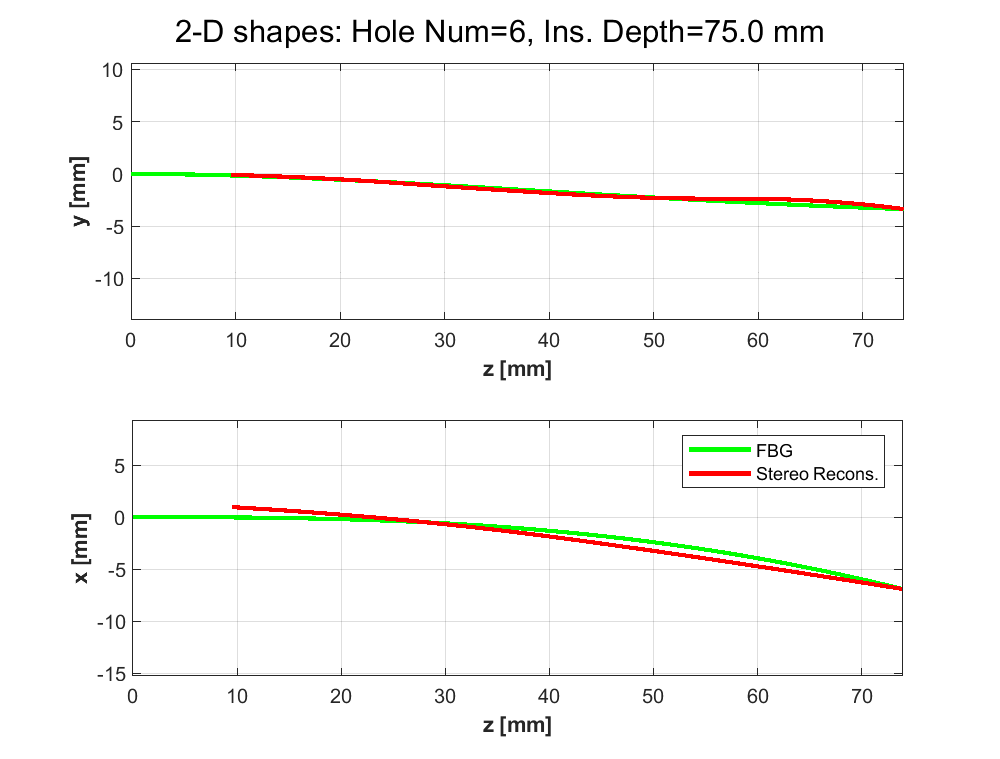 2-D shapes: Hole Num=6, Ins. Depth=75.0 mm
10
5
0
-5
-10
y [mm]
0 10 20 30 40 50 60 70
z [mm]
FBG
Stereo Recons.
5
0
-5
-10
-15
x [mm]
0 10 20 30 40 50 60 70
z [mm]